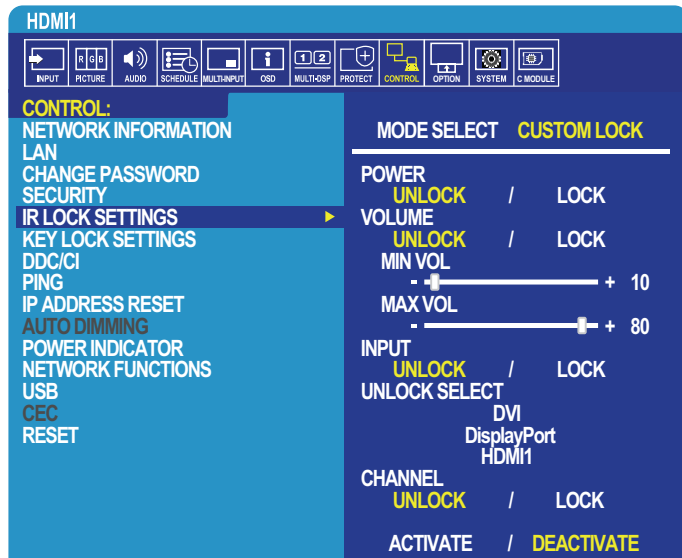 HDMI1
INPUT
R G B
PICTURE
AUDIO
SCHEDULE
MULTI-INPUT
OSD
1 2
MULTI-DSP
PROTECT
CONTROL
OPTION
SYSTEM
C MODULE
CONTROL:
NETWORK INFORMATION
LAN
CHANGE PASSWORD
SECURITY
IR LOCK SETTINGS
KEY LOCK SETTINGS
DDC/CI
PING
IP ADDRESS RESET
AUTO DIMMING
POWER INDICATOR
NETWORK FUNCTIONS
USB
CEC
RESET
MODE SELECT CUSTOM LOCK
POWER
UNLOCK / LOCK
VOLUME
UNLOCK / LOCK
MIN VOL
- + 10
MAX VOL
- + 80
INPUT
UNLOCK / LOCK
UNLOCK SELECT
DVI
DisplayPort
HDMI1
CHANNEL
UNLOCK / LOCK
ACTIVATE / DEACTIVATE